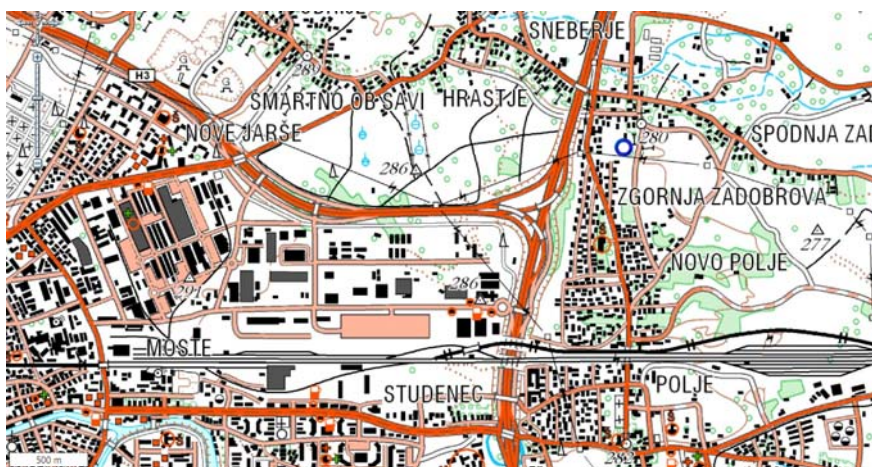 SNEBERJE
H3
289
ŠMARTNO OB SAVI
HRASTJE
NOVE JARŠE
280
SPODNJA ZAD
286
ZGORNJA ZADOBROVA
277
NOVO POLJE
291
286
MOSTE
STUDENEC
POLJE
500 m